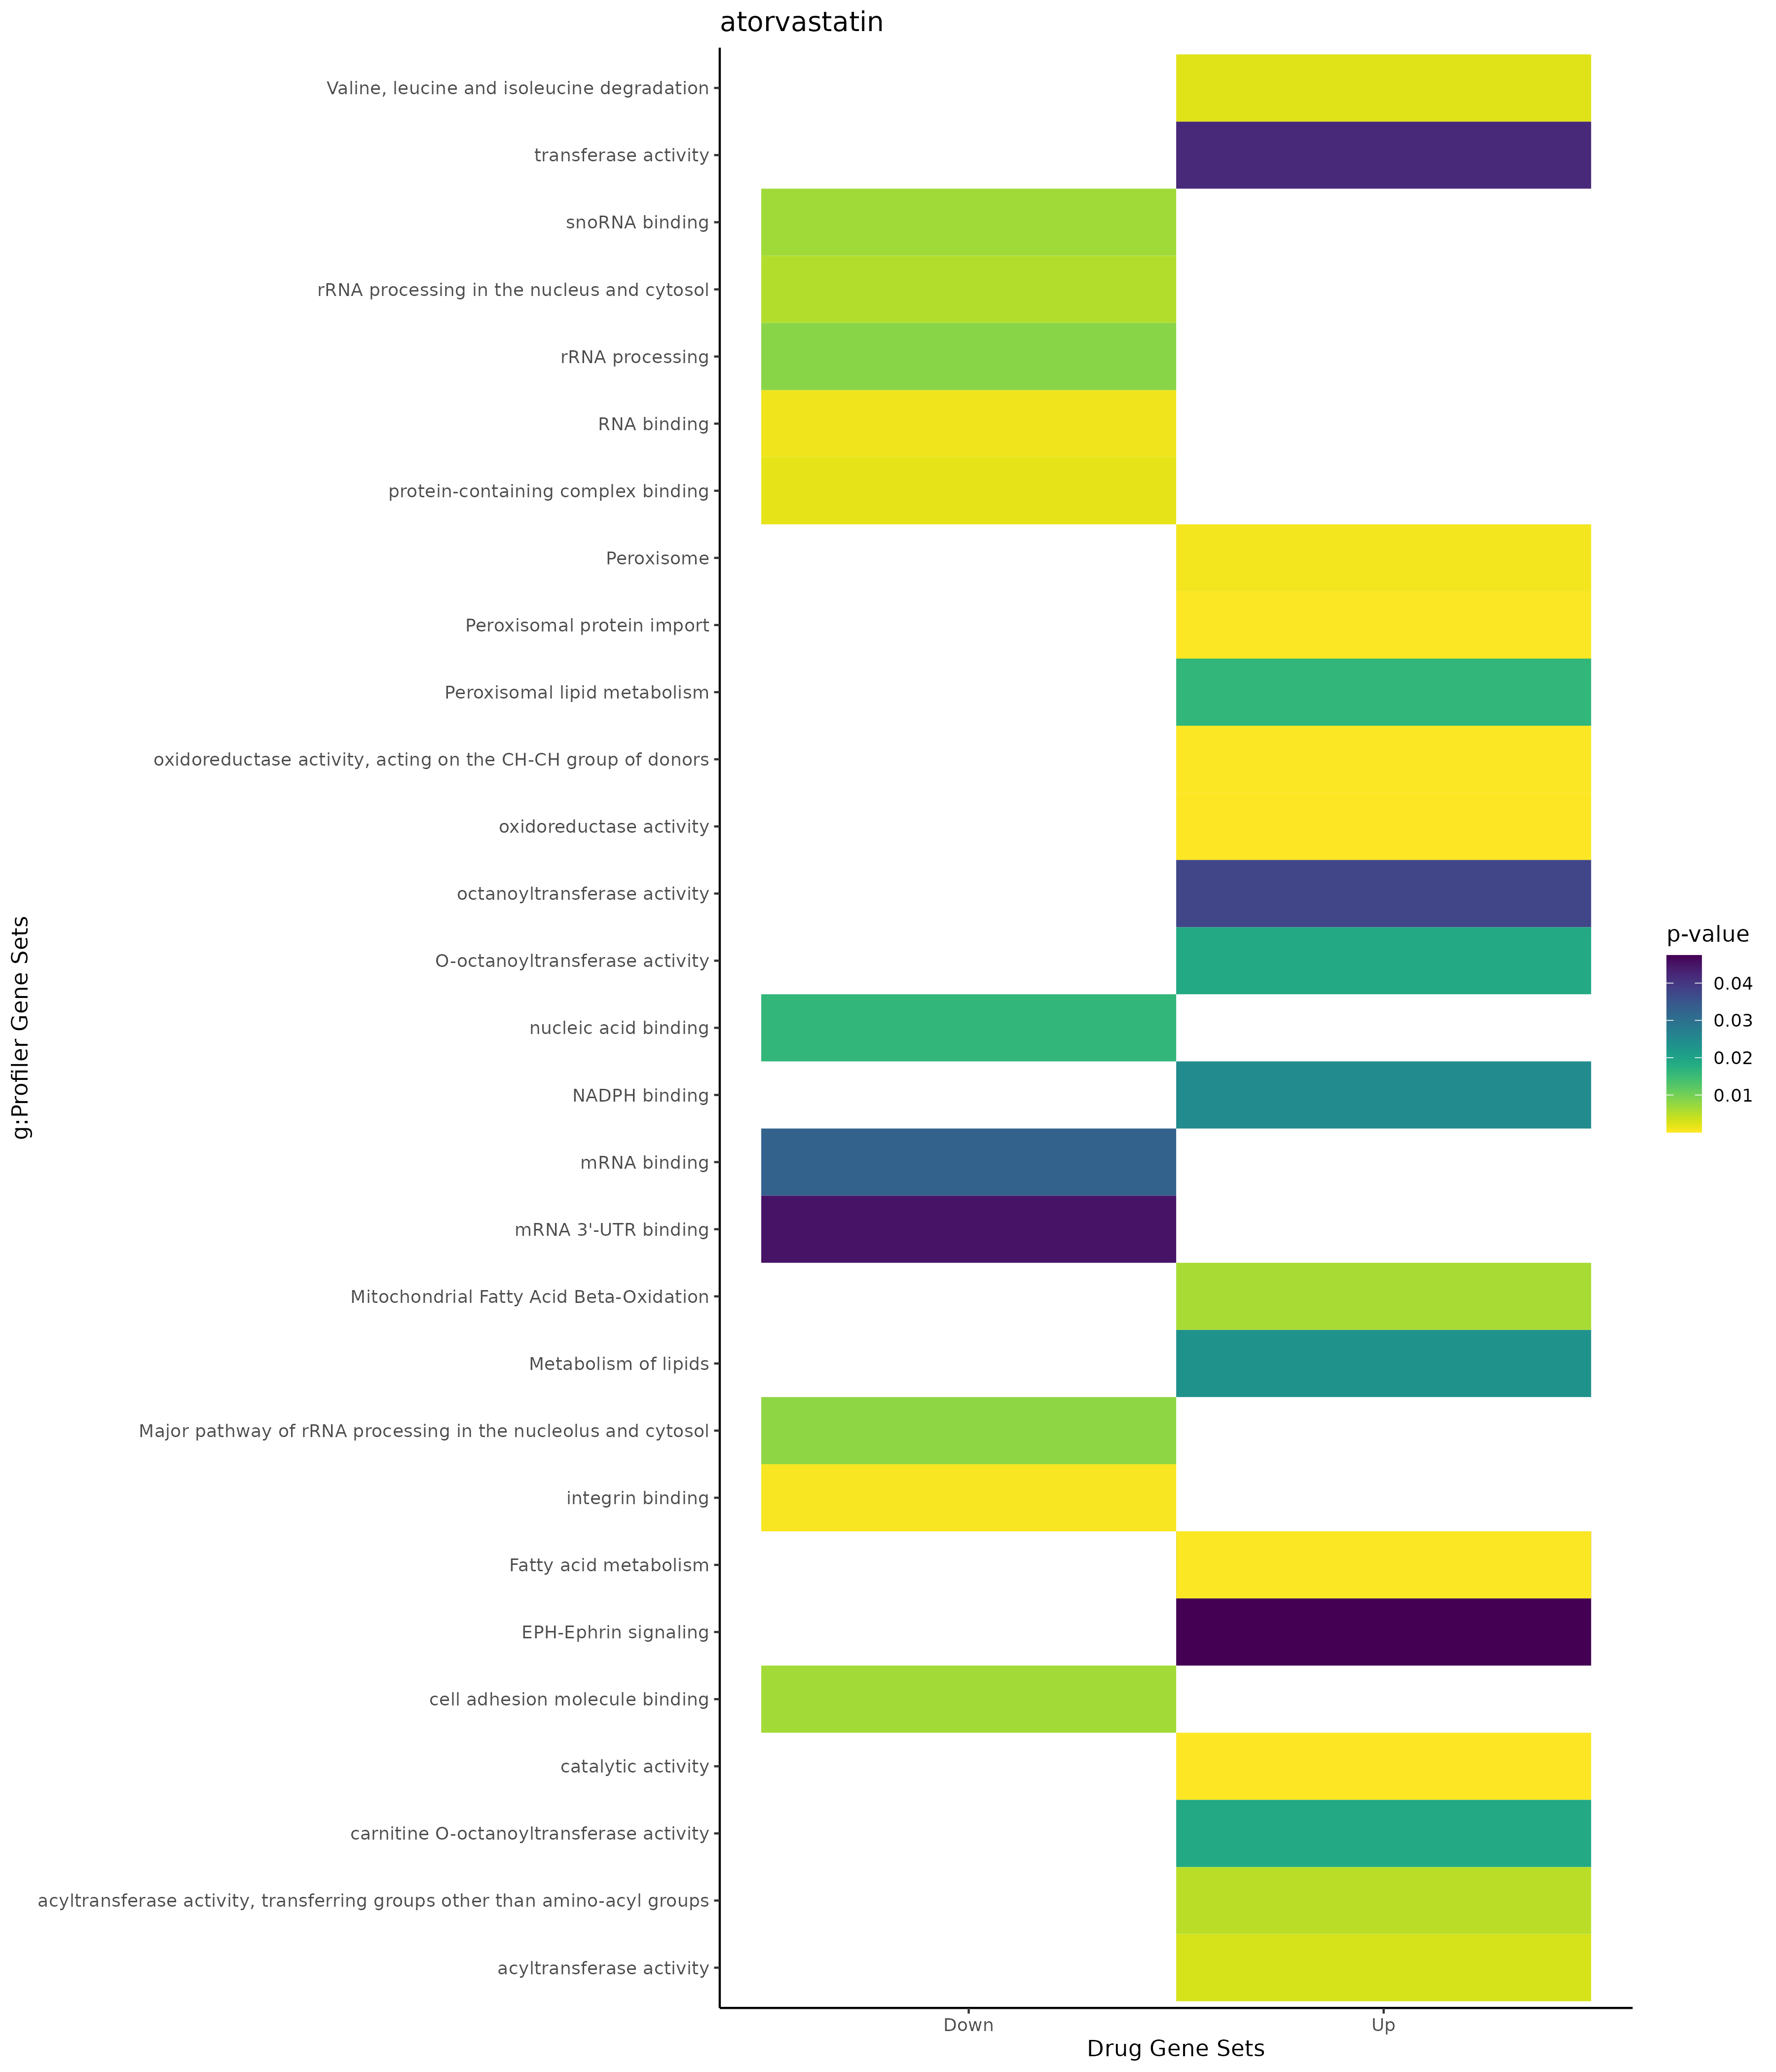 atorvastatin
Valine, leucine and isoleucine degradation
transferase activity
snoRNA binding
rRNA processing in the nucleus and cytosol
rRNA processing
RNA binding
protein-containing complex binding
Peroxisome
Peroxisomal protein import
Peroxisomal lipid metabolism
oxidoreductase activity, acting on the CH-CH group of donors
oxidoreductase activity
octanoyltransferase activity
O-octanoyltransferase activity
nucleic acid binding
NADPH binding
mRNA binding
mRNA 3'-UTR binding
Mitochondrial Fatty Acid Beta-Oxidation
Metabolism of lipids
Major pathway of rRNA processing in the nucleolus and cytosol
integrin binding
Fatty acid metabolism
EPH-Ephrin signaling
cell adhesion molecule binding
catalytic activity
carnitine O-octanoyltransferase activity
acyltransferase activity, transferring groups other than amino-acyl groups
acyltransferase activity
g:Profiler Gene Sets
Down
Up
Drug Gene Sets
p-value
0.04
0.03
0.02
0.01